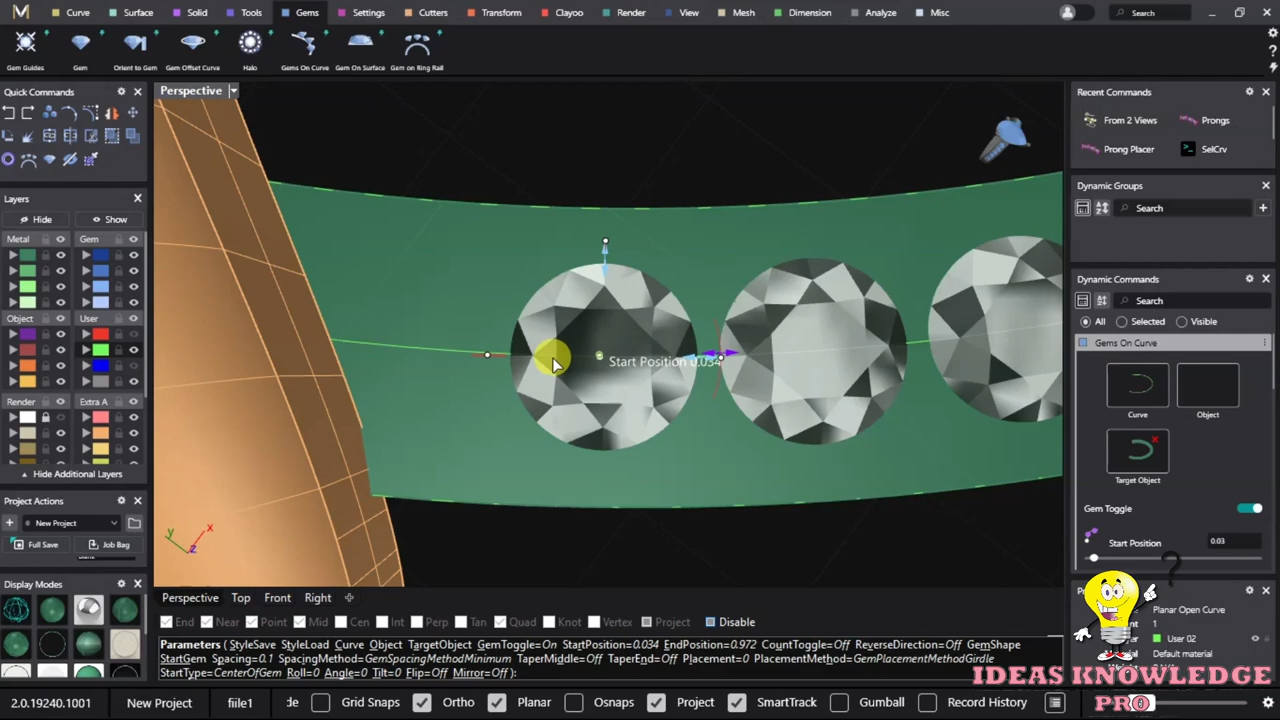 Curve Surface Solid Tools Gems Settings Cutters Transform Clayoo Render View Mesh Dimension Analyze Misc Search
Gem Guides Gem Orient to Gem Gem Offset Curve Halo Gems On Curve Gem On Surface Gem on Ring Rail
Quick Commands
Layers
Hide Show
Metal Gem
Object User
Render Extra A
Hide Additional Layers
Project Actions
New Project
Full Save Job Bag
Display Modes
Perspective
Start Position 0.034
y x z
Perspective Top Front Right
End Near Point Mid Cen Int Perp Tan Quad Knot Vertex Project Disable
Parameters ( StyleSave StyleLoad Curve Object TargetObject GemToggle=On StartPosition=0.034 EndPosition=0.972 CountToggle=Off ReverseDirection=Off GemShape
StartGem Spacing=0.1 SpacingMethod=GemSpacingMethodMinimum TaperMiddle=Off TaperEnd=Off Placement=0 PlacementMethod=GemPlacementMethodGirdle
StartType=CenterOfGem Roll=0 Angle=0 Tilt=0 Flip=Off Mirror=Off ):
Recent Commands
From 2 Views Prongs
Prong Placer SelCrv
Dynamic Groups
Search
Dynamic Commands
Search
All Selected Visible
Gems On Curve
Curve Object
Target Object
Gem Toggle
Start Position 0.03
Planar Open Curve
1
User 02
Default material
IDEAS KNOWLEDGE
PRO
2.0.19240.1001 New Project file1 de Grid Snaps Ortho Planar Osnaps Project SmartTrack Gumball Record History